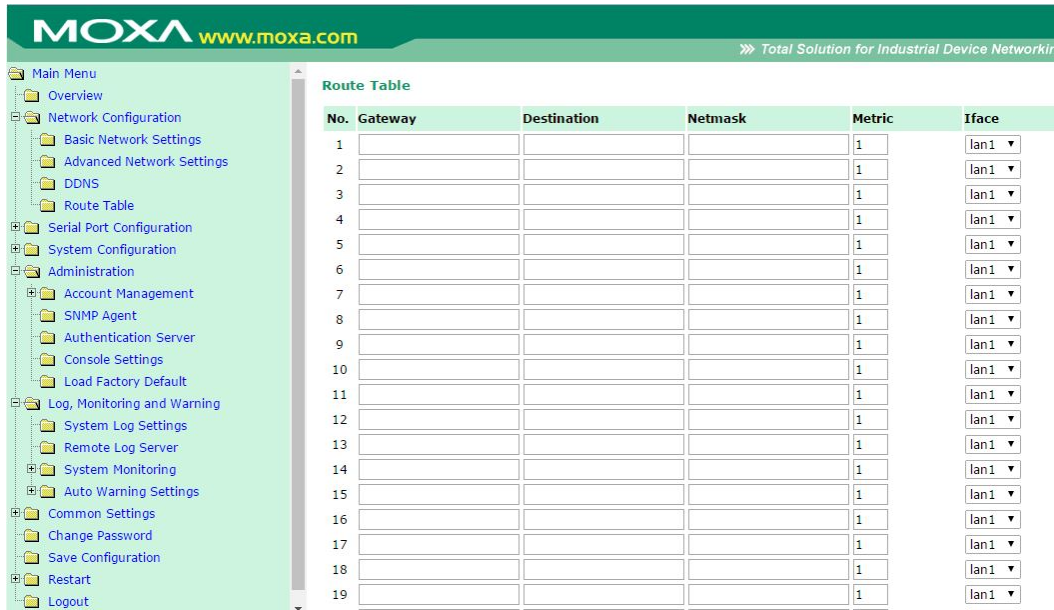 MOXA www.moxa.com
Total Solution for Industrial Device Networkin
Main Menu
Overview
Network Configuration
Basic Network Settings
Advanced Network Settings
DDNS
Route Table
Serial Port Configuration
System Configuration
Administration
Account Management
SNMP Agent
Authentication Server
Console Settings
Load Factory Default
Log, Monitoring and Warning
System Log Settings
Remote Log Server
System Monitoring
Auto Warning Settings
Common Settings
Change Password
Save Configuration
Restart
Logout
Route Table
No. Gateway Destination Netmask Metric Iface
1 1 lan1
2 1 lan1
3 1 lan1
4 1 lan1
5 1 lan1
6 1 lan1
7 1 lan1
8 1 lan1
9 1 lan1
10 1 lan1
11 1 lan1
12 1 lan1
13 1 lan1
14 1 lan1
15 1 lan1
16 1 lan1
17 1 lan1
18 1 lan1
19 1 lan1